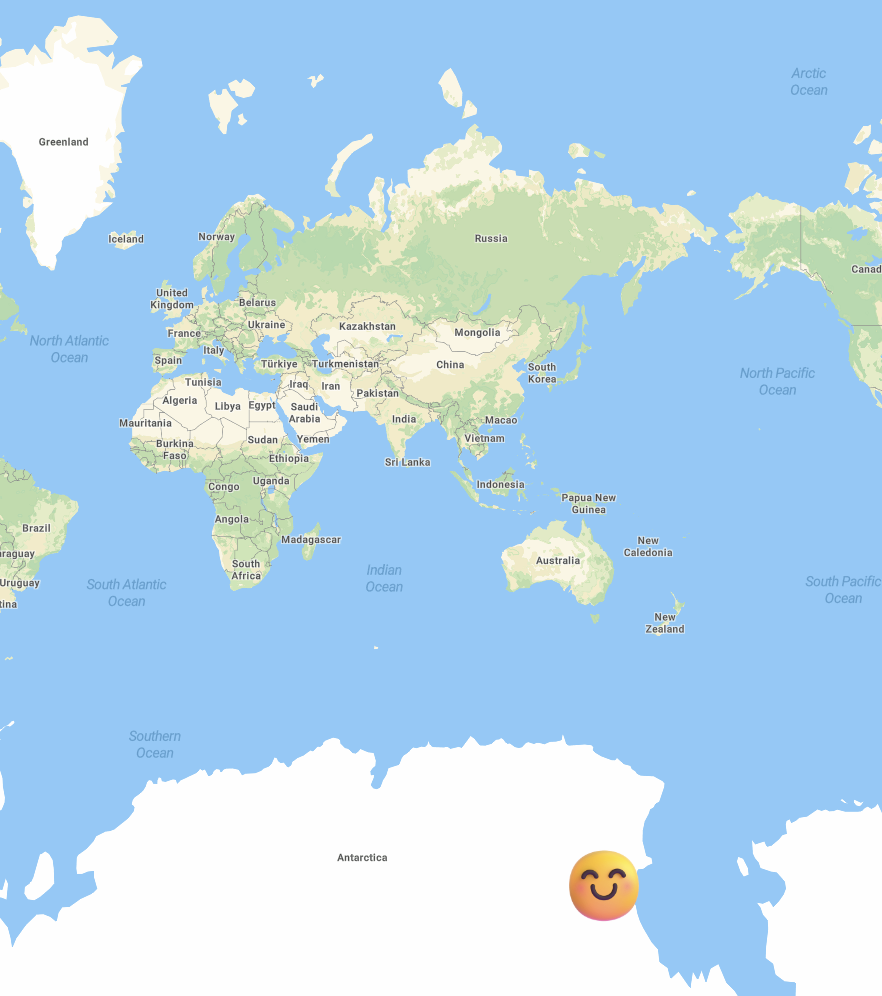 Arctic
Ocean
Greenland
Iceland
Norway
Russia
Canad
United
Kingdom
Belarus
Ukraine
France
Kazakhstan
Mongolia
North Atlantic
Ocean
Italy
Spain
Türkiye
Turkmenistan
China
South
Korea
North Pacific
Ocean
Tunisia
Iraq
Iran
Pakistan
Algeria
Libya
Egypt
Saudi
Arabia
India
Macao
Mauritania
Burkina
Faso
Sudan
Yemen
Vietnam
Ethiopia
Sri Lanka
Congo
Uganda
Indonesia
Papua New
Guinea
Brazil
Angola
Madagascar
New
Caledonia
araguay
South
Africa
Indian
Ocean
Australia
Uruguay
South Atlantic
Ocean
South Pacific
Ocean
tina
New
Zealand
Southern
Ocean
Antarctica